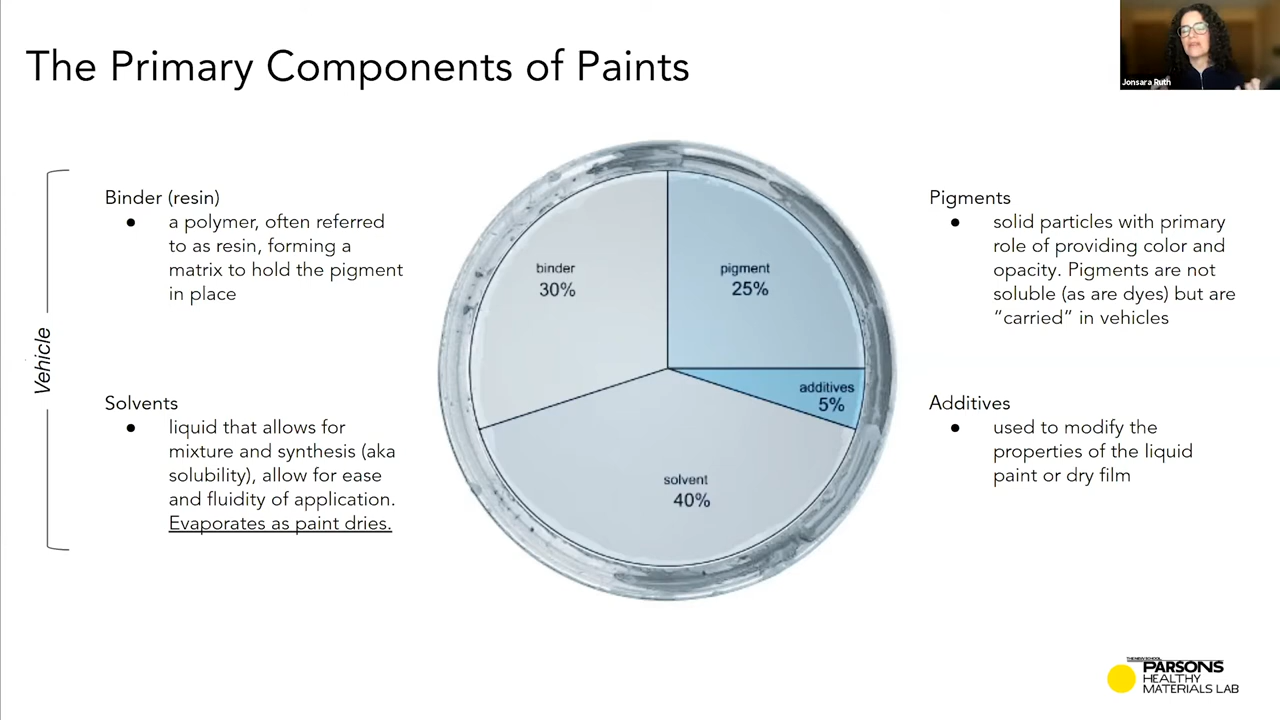 The Primary Components of Paints
Jonsara Ruth
Vehicle
Binder (resin)
● a polymer, often referred
to as resin, forming a
matrix to hold the pigment
in place
Solvents
● liquid that allows for
mixture and synthesis (aka
solubility), allow for ease
and fluidity of application.
Evaporates as paint dries.
binder
30%
pigment
25%
additives
5%
solvent
40%
Pigments
● solid particles with primary
role of providing color and
opacity. Pigments are not
soluble (as are dyes) but are
“carried” in vehicles
Additives
● used to modify the
properties of the liquid
paint or dry film
THE NEW SCHOOL
PARSONS
HEALTHY
MATERIALS LAB